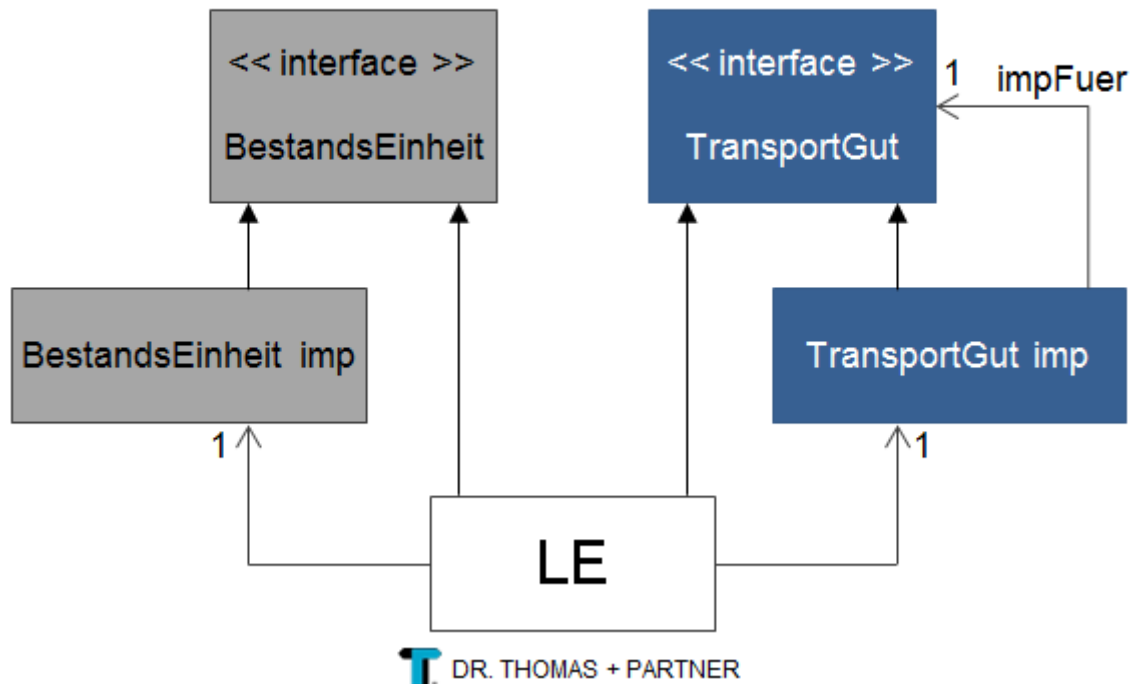 << interface >>
BestandsEinheit
<< interface >>
TransportGut
1
impFuer
BestandsEinheit imp
TransportGut imp
1
1
LE
DR. THOMAS + PARTNER